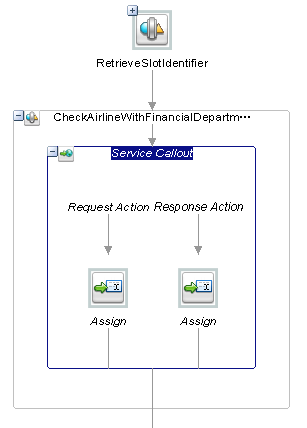 RetrieveSlotIdentifier
CheckAirlineWithFinancialDepartm...
Service Callout
Request Action Response Action
Assign Assign